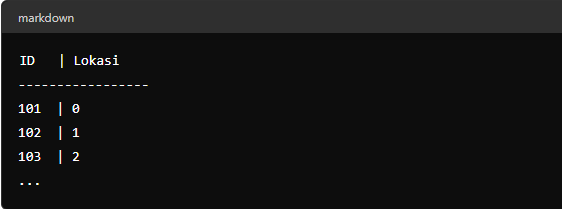 markdown
ID | Lokasi
-----------------
101 | 0
102 | 1
103 | 2
...